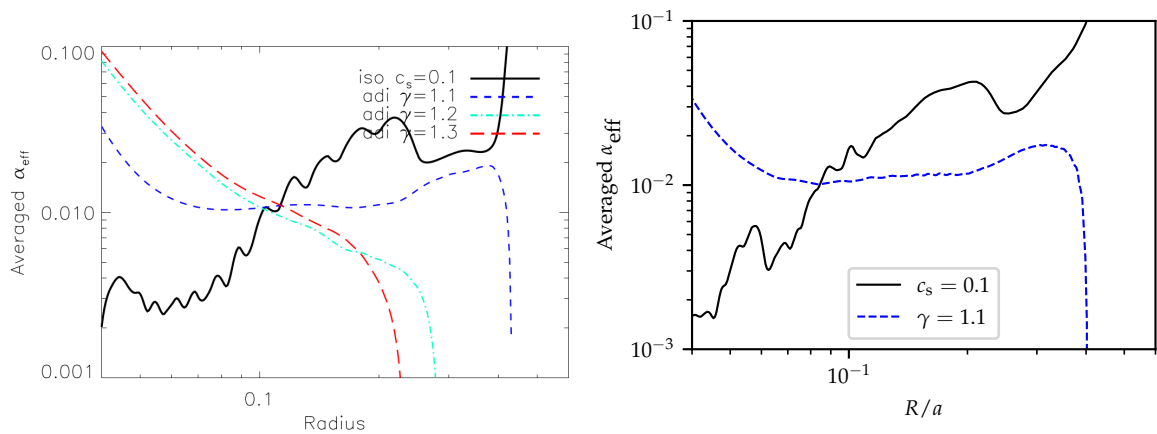 0.100
0.010
0.001
Averaged α_eff
iso c_s=0.1
adi γ=1.1
adi γ=1.2
adi γ=1.3
0.1
Radius
10^{-1}
10^{-2}
10^{-3}
Averaged α_eff
c_s = 0.1
γ = 1.1
10^{-1}
R/a